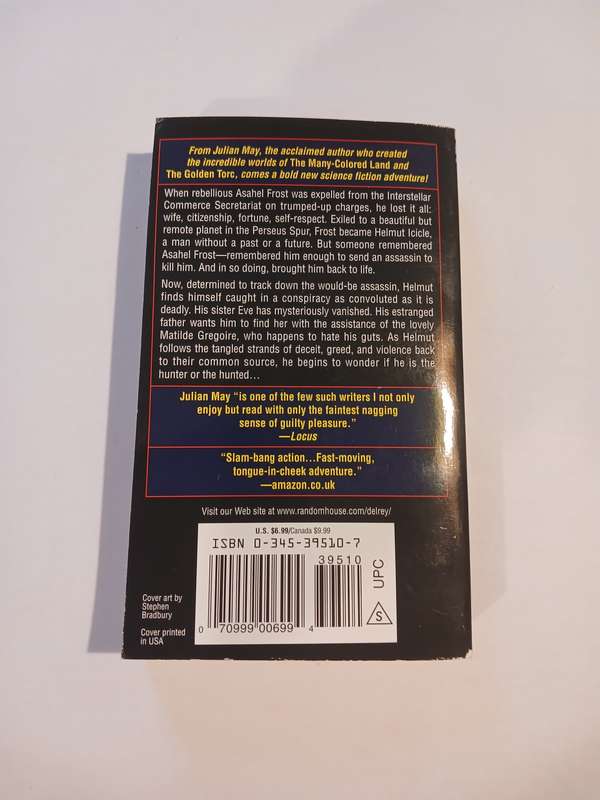 From Julian May, the acclaimed author who created
the incredible worlds of The Many-Colored Land and
The Golden Torc, comes a bold new science fiction adventure!
When rebellious Asahel Frost was expelled from the Interstellar
Commerce Secretariat on trumped-up charges, he lost it all:
wife, citizenship, fortune, self-respect. Exiled to a beautiful but
remote planet in the Perseus Spur, Frost became Helmut Icicle,
a man without a past or a future. But someone remembered
Asahel Frost—remembered him enough to send an assassin to
kill him. And in so doing, brought him back to life.
Now, determined to track down the would-be assassin, Helmut
finds himself caught in a conspiracy as convoluted as it is
deadly. His sister Eve has mysteriously vanished. His estranged
father wants him to find her with the assistance of the lovely
Matilde Gregoire, who happens to hate his guts. As Helmut
follows the tangled strands of deceit, greed, and violence back
to their common source, he begins to wonder if he is the
hunter or the hunted...
Julian May "is one of the few such writers I not only
enjoy but read with only the faintest nagging
sense of guilty pleasure."
—Locus
"Slam-bang action...Fast-moving,
tongue-in-cheek adventure."
—amazon.co.uk
Visit our Web site at www.randomhouse.com/delrey/
U.S. $6.99/Canada $9.99
ISBN 0-345-39510-7
39510
UPC
S
0 70999 00699 4
Cover art by
Stephen
Bradbury
Cover printed
in USA